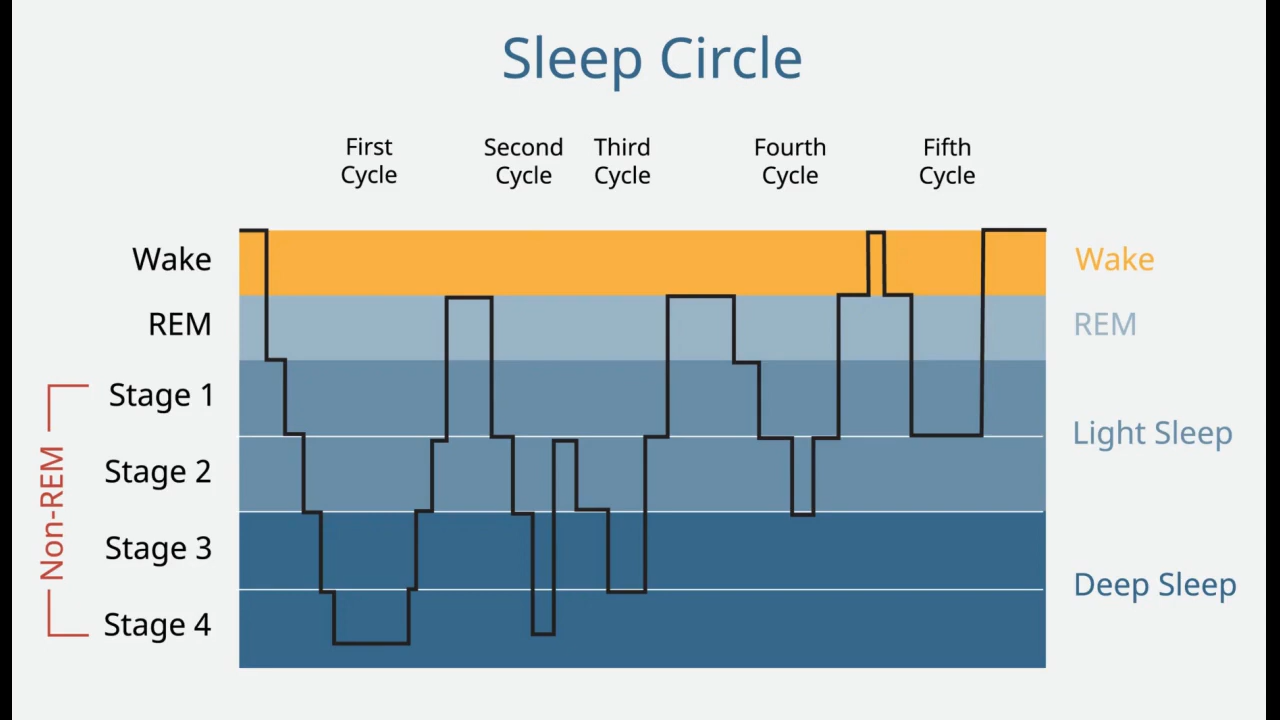 Sleep Circle
First
Cycle
Second
Cycle
Third
Cycle
Fourth
Cycle
Fifth
Cycle
Wake
REM
Stage 1
Stage 2
Stage 3
Stage 4
Non-REM
Wake
REM
Light Sleep
Deep Sleep